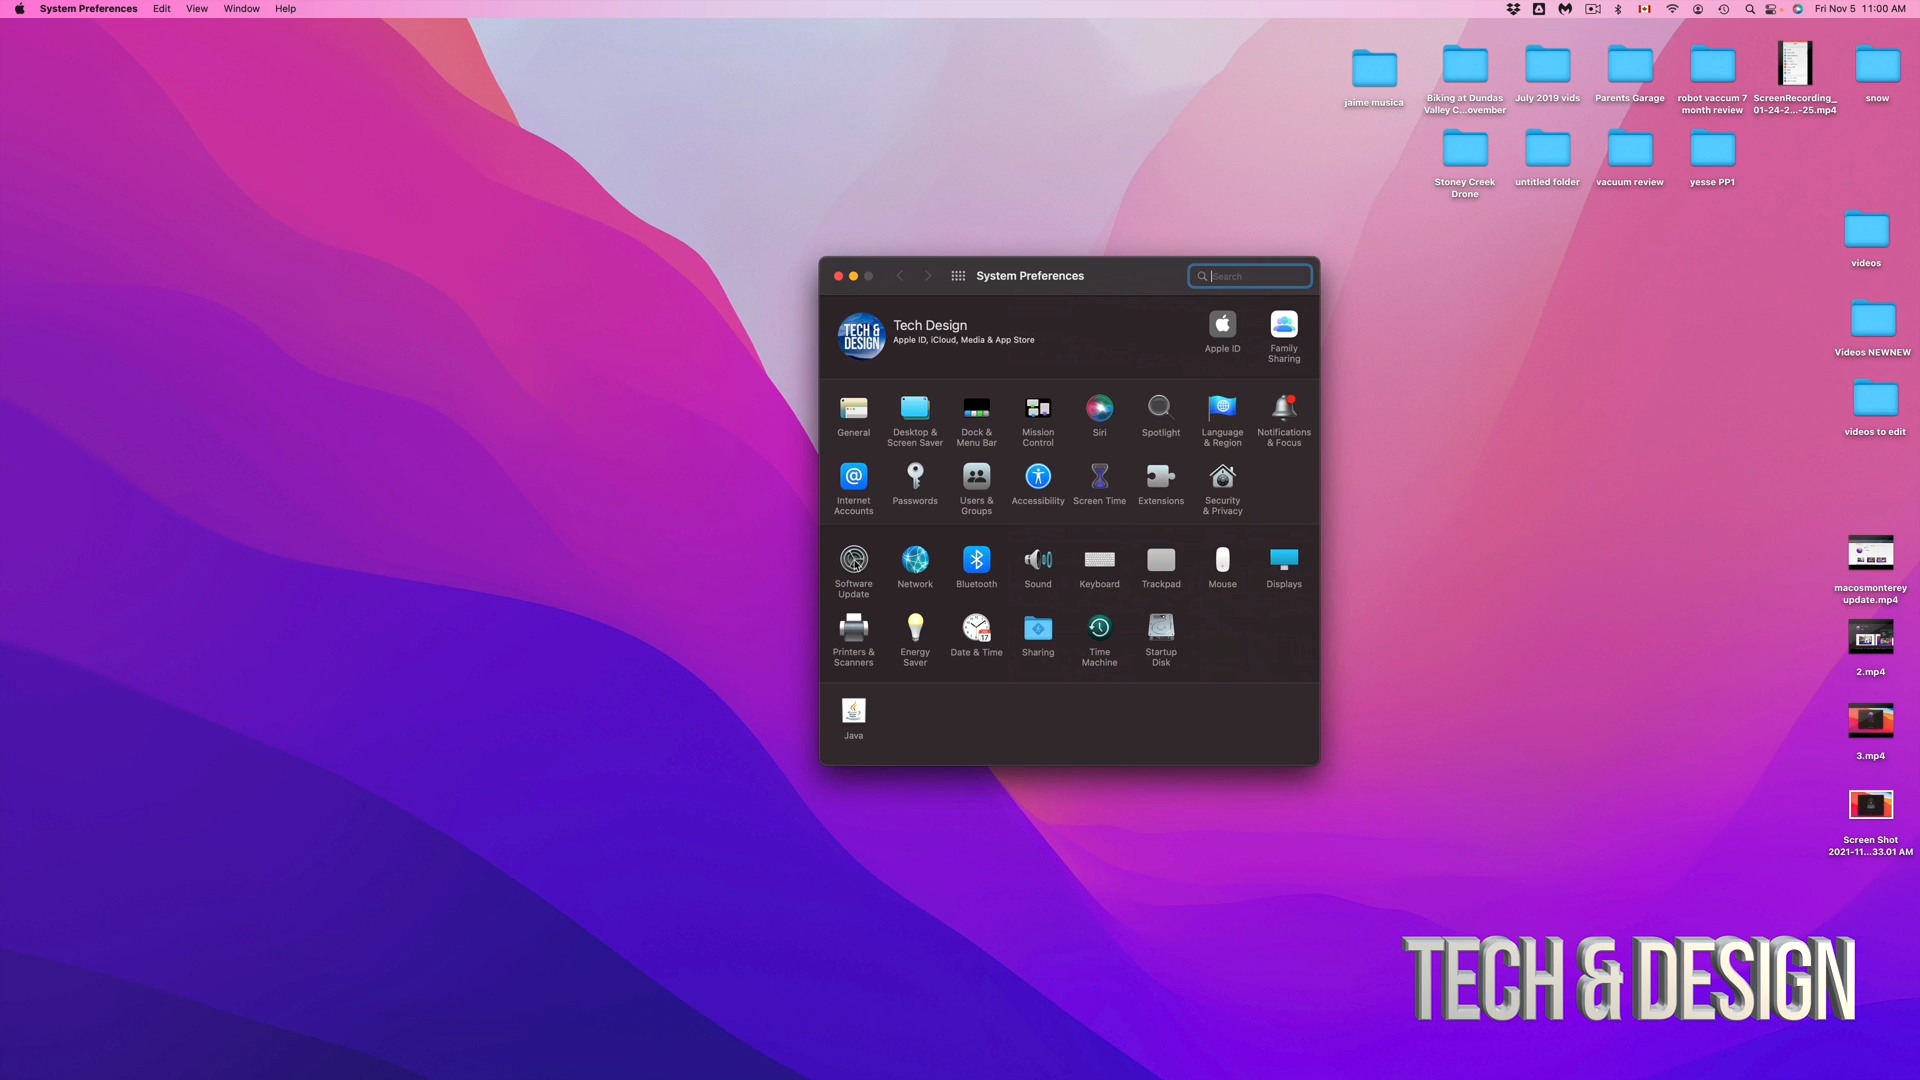 System Preferences Edit View Window Help
Fri Nov 5 11:00 AM
jaime musica
Biking at Dundas
Valley C...ovember
July 2019 vids
Parents Garage
robot vaccum 7
month review
ScreenRecording_
01-24-2...-25.mp4
snow
Stoney Creek
Drone
untitled folder
vacuum review
yesse PP1
videos
Videos NEWNEW
videos to edit
macosmonterey
update.mp4
2.mp4
3.mp4
Screen Shot
2021-11...33.01 AM
System Preferences
Search
TECH &
DESIGN
Tech Design
Apple ID, iCloud, Media & App Store
Apple ID
Family
Sharing
General
Desktop &
Screen Saver
Dock &
Menu Bar
Mission
Control
Siri
Spotlight
Language
& Region
Notifications
& Focus
Internet
Accounts
Passwords
Users &
Groups
Accessibility
Screen Time
Extensions
Security
& Privacy
Software
Update
Network
Bluetooth
Sound
Keyboard
Trackpad
Mouse
Displays
Printers &
Scanners
Energy
Saver
17
Date & Time
Sharing
Time
Machine
Startup
Disk
Java
TECH & DESIGN